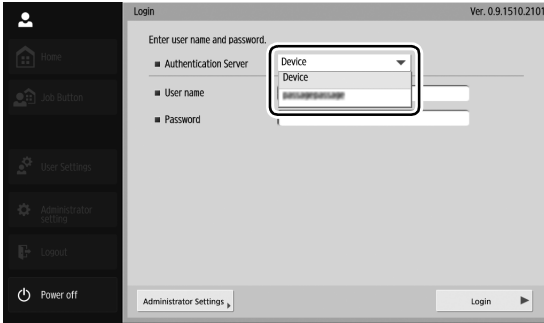 Login
Ver. 0.9.1510.2101
Enter user name and password.
Authentication Server
Device
Device
User name
Password
Home
Job Button
User Settings
Administrator
setting
Logout
Power off
Administrator Settings
Login